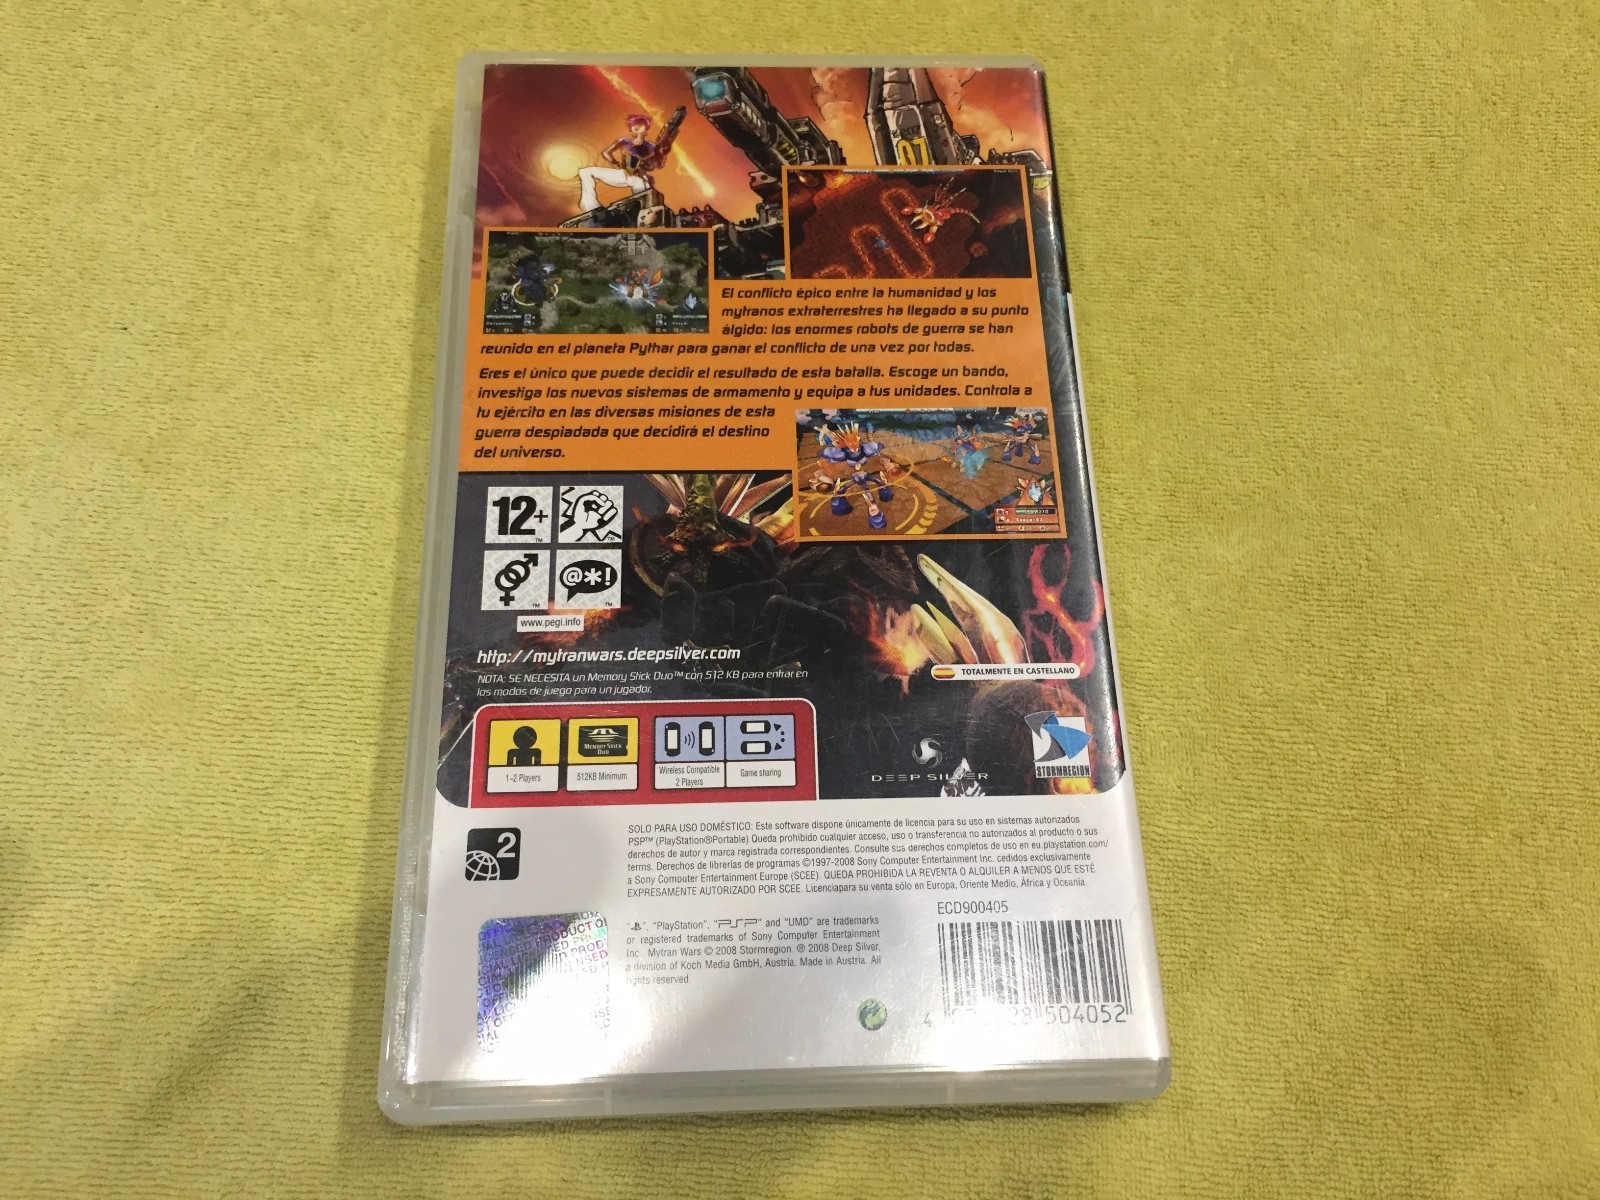 07
El conflicto épico entre la humanidad y los
mytranos extraterrestres ha llegado a su punto
álgido: los enormes robots de guerra se han
reunido en el planeta Pythar para ganar el conflicto de una vez por todas.
Eres el único que puede decidir el resultado de esta batalla. Escoge un bando,
investiga los nuevos sistemas de armamento y equipa a tus unidades. Controla a
tu ejército en las diversas misiones de esta
guerra despiadada que decidirá el destino
del universo.
12+
@*!
www.pegi.info
http://mytranwars.deepsilver.com
NOTA: SE NECESITA un Memory Stick Duo™ con 512 KB para entrar en
los modos de juego para un jugador.
TOTALMENTE EN CASTELLANO
MEMORY STICK
DUO
1-2 Players
512KB Minimum
Wireless Compatible
2 Players
Game sharing
DEEP SILVER
STORMREGION
2
SOLO PARA USO DOMÉSTICO: Este software dispone únicamente de licencia para su uso en sistemas autorizados
PSP™ (PlayStation®Portable) Queda prohibido cualquier acceso, uso o transferencia no autorizados al producto o sus
derechos de autor y marca registrada correspondientes. Consulte sus derechos completos de uso en eu.playstation.com/
terms. Derechos de librerías de programas ©1997-2008 Sony Computer Entertainment Inc. cedidos exclusivamente
a Sony Computer Entertainment Europe (SCEE). QUEDA PROHIBIDA LA REVENTA O ALQUILER A MENOS QUE ESTÉ
EXPRESAMENTE AUTORIZADO POR SCEE. Licenciapara su venta sólo en Europa, Oriente Medio, África y Oceanía.
", "PlayStation", "PSP" and "UMD" are trademarks
or registered trademarks of Sony Computer Entertainment
Inc. Mytran Wars © 2008 Stormregion. ℗ 2008 Deep Silver,
a division of Koch Media GmbH, Austria. Made in Austria. All
rights reserved.
ECD900405
4 504052